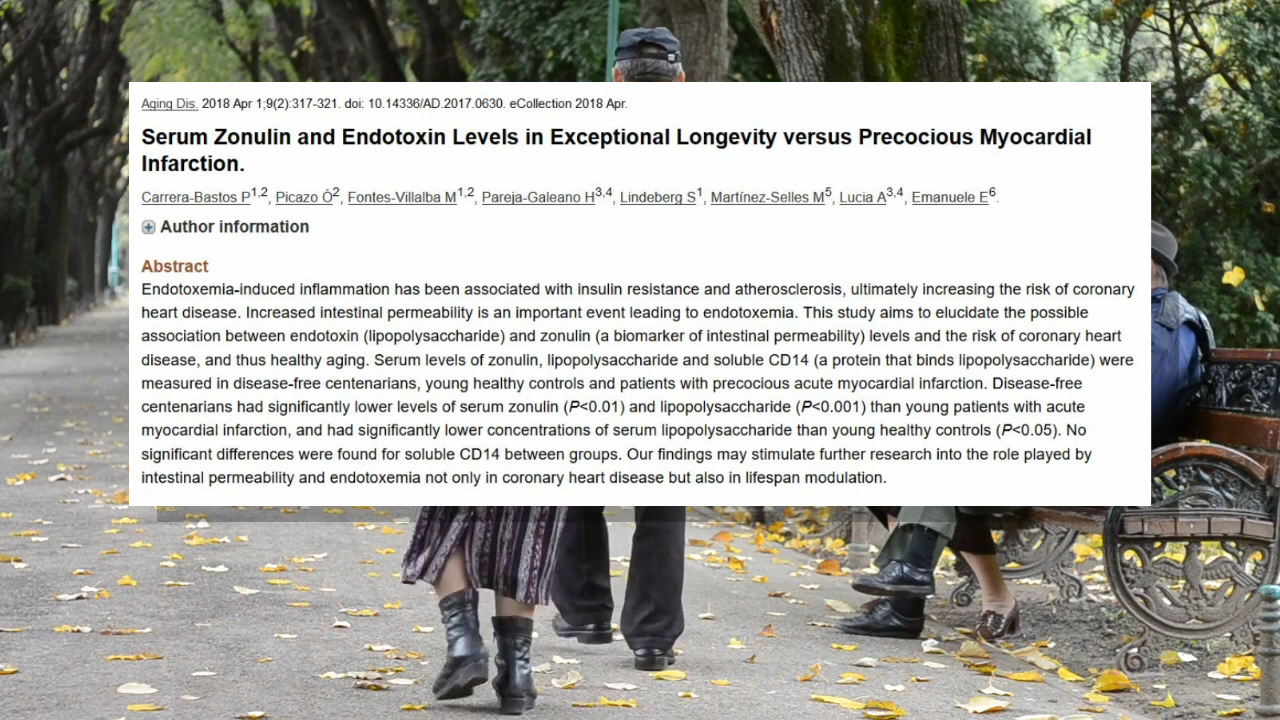 Aging Dis. 2018 Apr 1;9(2):317-321. doi: 10.14336/AD.2017.0630. eCollection 2018 Apr.
Serum Zonulin and Endotoxin Levels in Exceptional Longevity versus Precocious Myocardial
Infarction.
Carrera-Bastos P1,2, Picazo Ó2, Fontes-Villalba M1,2, Pareja-Galeano H3,4, Lindeberg S1, Martínez-Selles M5, Lucia A3,4, Emanuele E6.
Author information
Abstract
Endotoxemia-induced inflammation has been associated with insulin resistance and atherosclerosis, ultimately increasing the risk of coronary
heart disease. Increased intestinal permeability is an important event leading to endotoxemia. This study aims to elucidate the possible
association between endotoxin (lipopolysaccharide) and zonulin (a biomarker of intestinal permeability) levels and the risk of coronary heart
disease, and thus healthy aging. Serum levels of zonulin, lipopolysaccharide and soluble CD14 (a protein that binds lipopolysaccharide) were
measured in disease-free centenarians, young healthy controls and patients with precocious acute myocardial infarction. Disease-free
centenarians had significantly lower levels of serum zonulin (P<0.01) and lipopolysaccharide (P<0.001) than young patients with acute
myocardial infarction, and had significantly lower concentrations of serum lipopolysaccharide than young healthy controls (P<0.05). No
significant differences were found for soluble CD14 between groups. Our findings may stimulate further research into the role played by
intestinal permeability and endotoxemia not only in coronary heart disease but also in lifespan modulation.